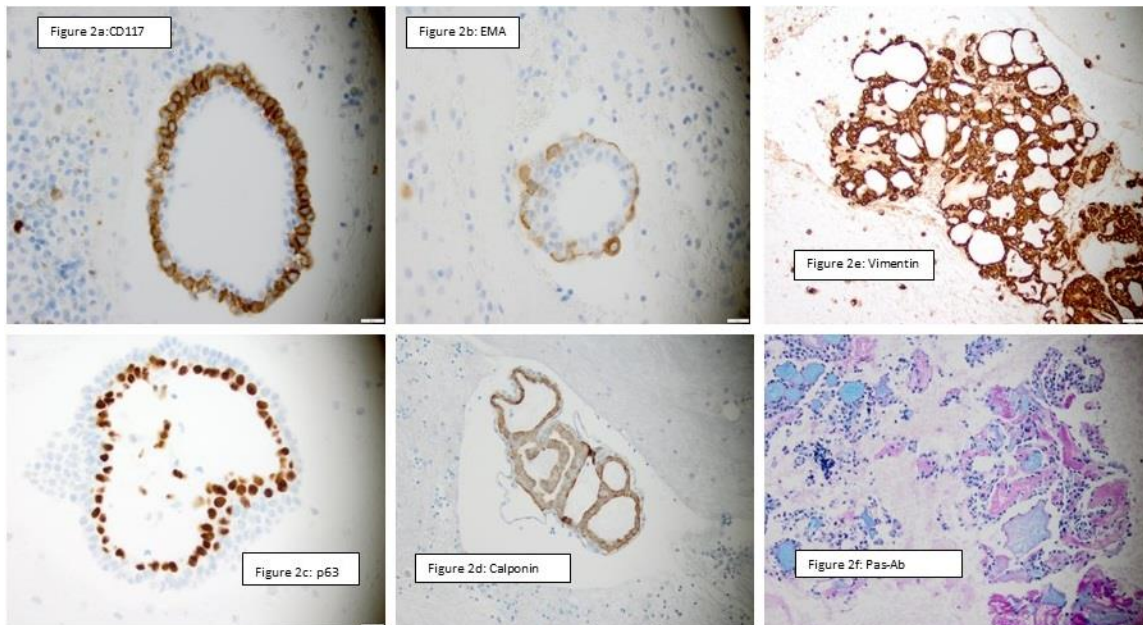 Figure 2a:CD117
Figure 2b: EMA
Figure 2e: Vimentin
Figure 2c: p63
Figure 2d: Calponin
Figure 2f: Pas-Ab